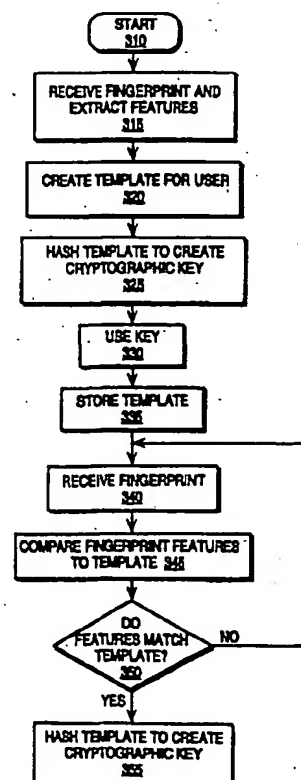 START
310
RECEIVE FINGERPRINT AND
EXTRACT FEATURES
315
CREATE TEMPLATE FOR USER
320
HASH TEMPLATE TO CREATE
CRYPTOGRAPHIC KEY
325
USE KEY
330
STORE TEMPLATE
335
RECEIVE FINGERPRINT
340
COMPARE FINGERPRINT FEATURES
TO TEMPLATE 345
DO
FEATURES MATCH
TEMPLATE?
350
NO
YES
HASH TEMPLATE TO CREATE
CRYPTOGRAPHIC KEY
355